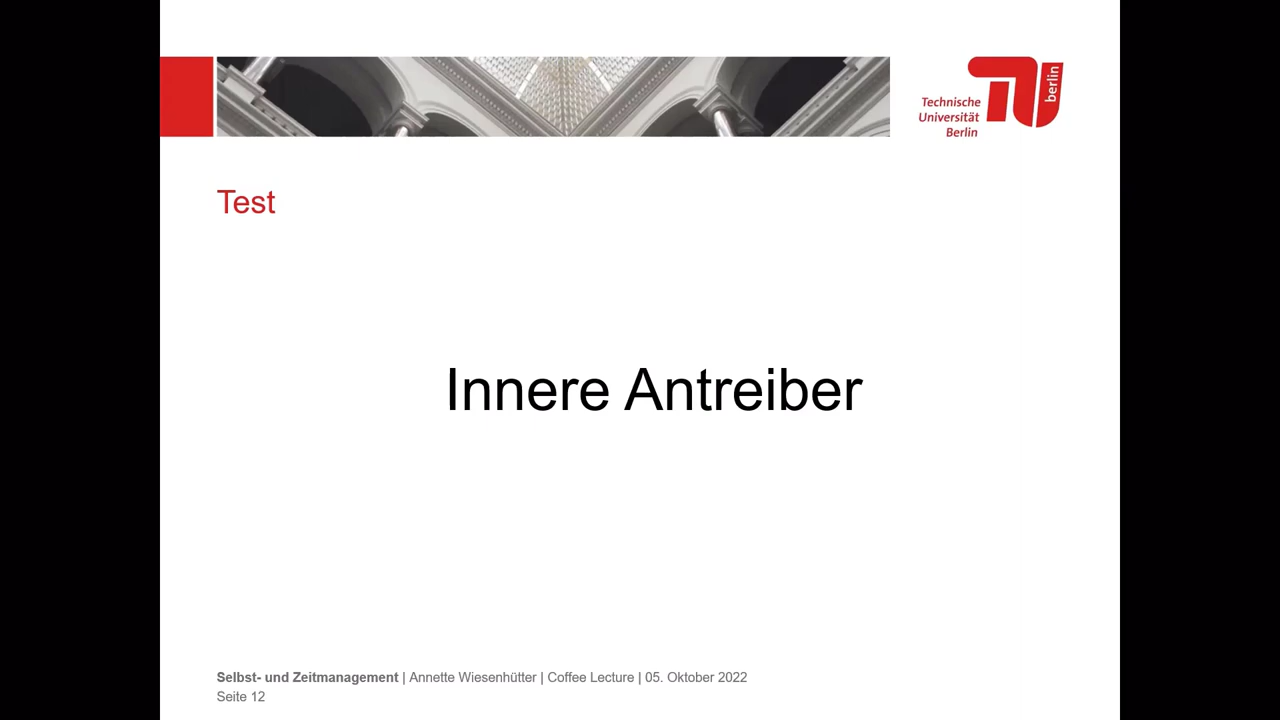 Technische
Universität
Berlin
berlin
Test
Innere Antreiber
Selbst- und Zeitmanagement | Annette Wiesenhütter | Coffee Lecture | 05. Oktober 2022
Seite 12